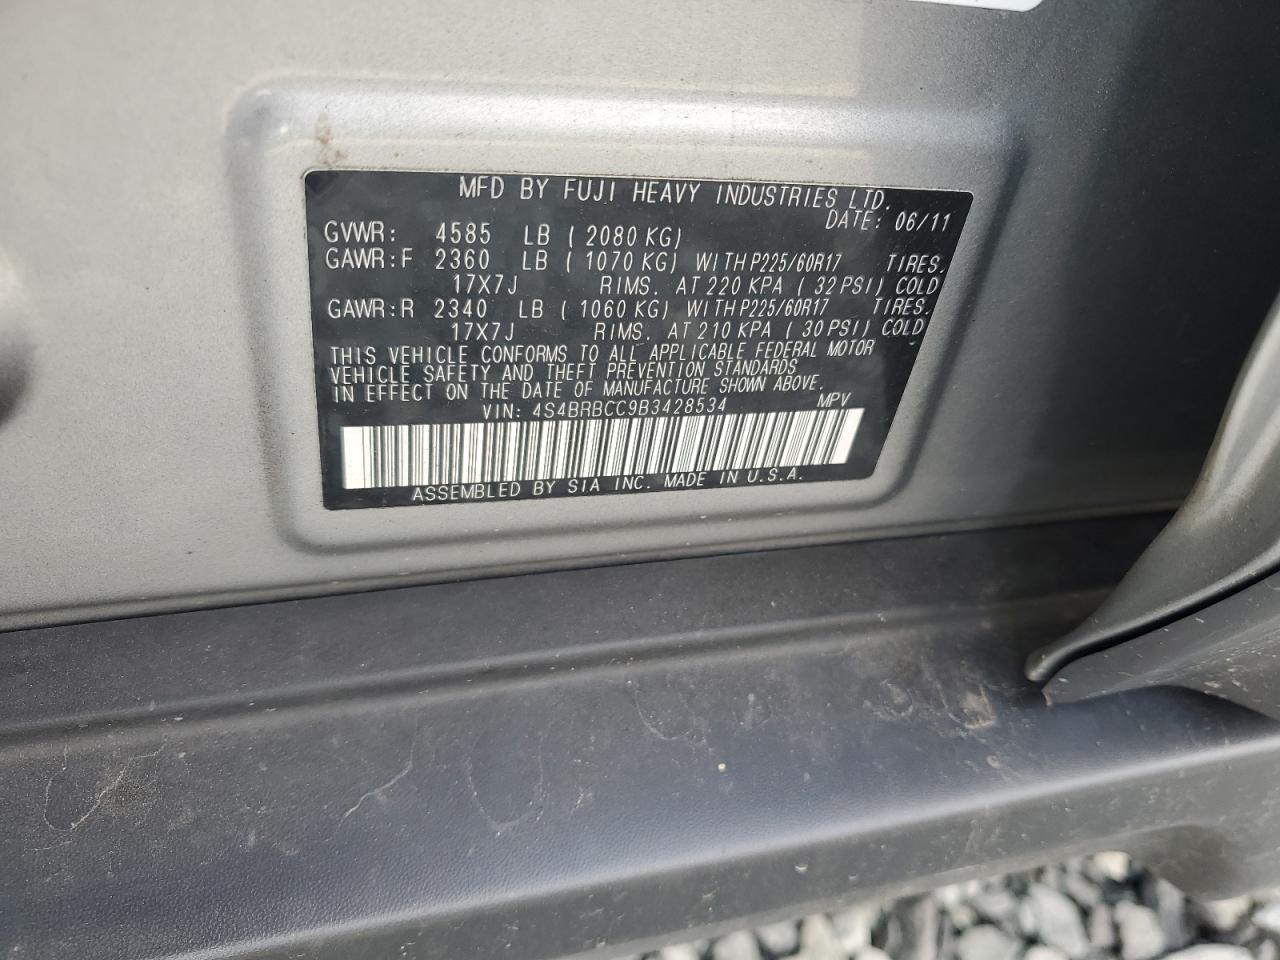 MFD BY FUJI HEAVY INDUSTRIES LTD.
DATE: 06/11
GVWR: 4585 LB (2080 KG)
GAWR:F 2360 LB (1070 KG) WITH P225/60R17 TIRES.
17X7J RIMS. AT 220 KPA (32 PSI) COLD
GAWR:R 2340 LB (1060 KG) WITH P225/60R17 TIRES.
17X7J RIMS. AT 210 KPA (30 PSI) COLD
THIS VEHICLE CONFORMS TO ALL APPLICABLE FEDERAL MOTOR
VEHICLE SAFETY AND THEFT PREVENTION STANDARDS
IN EFFECT ON THE DATE OF MANUFACTURE SHOWN ABOVE.
VIN: 4S4BRBCC9B3428534 MPV
ASSEMBLED BY SIA INC. MADE IN U.S.A.